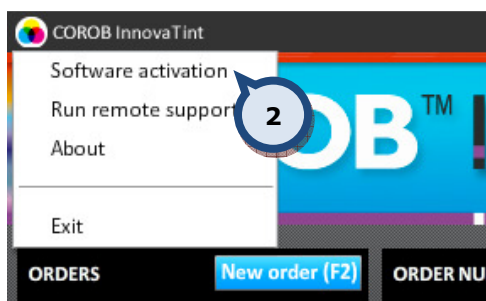 COROB InnovaTint
Software activation
Run remote support
About
Exit
2
OB™
ORDERS
New order (F2)
ORDER NU